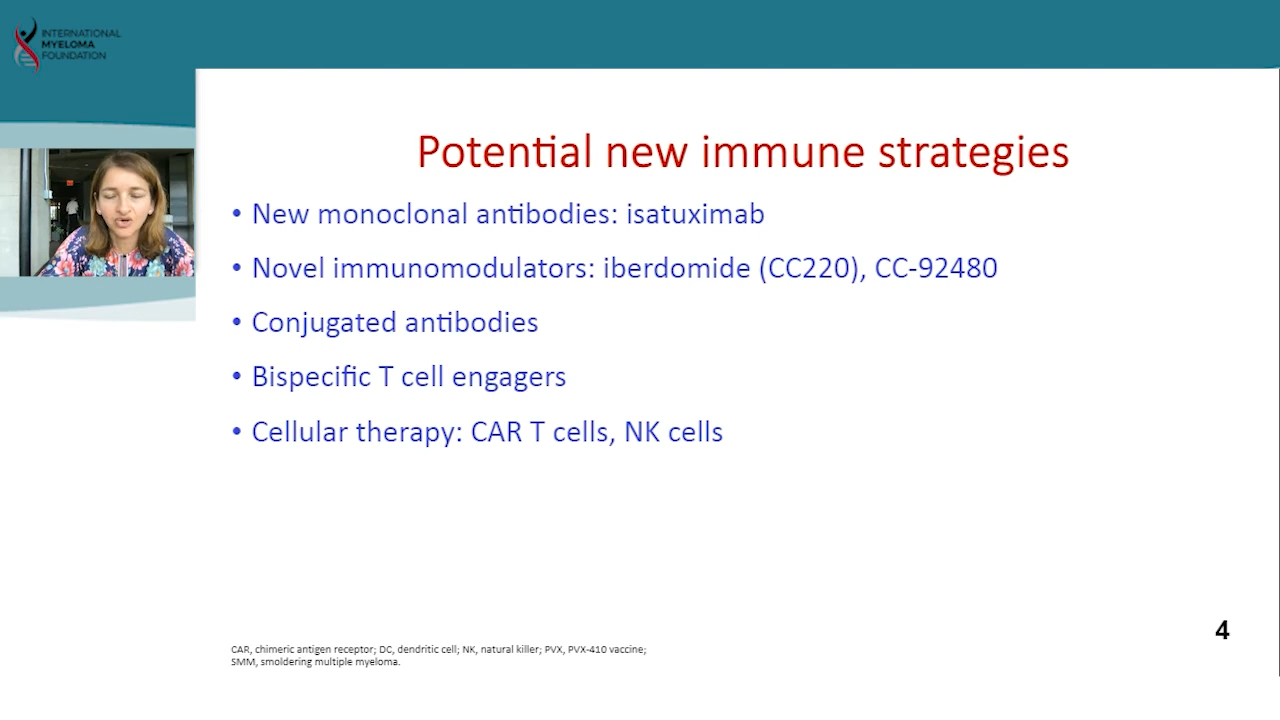 INTERNATIONAL
MYELOMA
FOUNDATION
Potential new immune strategies
• New monoclonal antibodies: isatuximab
• Novel immunomodulators: iberdomide (CC220), CC-92480
• Conjugated antibodies
• Bispecific T cell engagers
• Cellular therapy: CAR T cells, NK cells
4
CAR, chimeric antigen receptor; DC, dendritic cell; NK, natural killer; PVX, PVX-410 vaccine;
SMM, smoldering multiple myeloma.